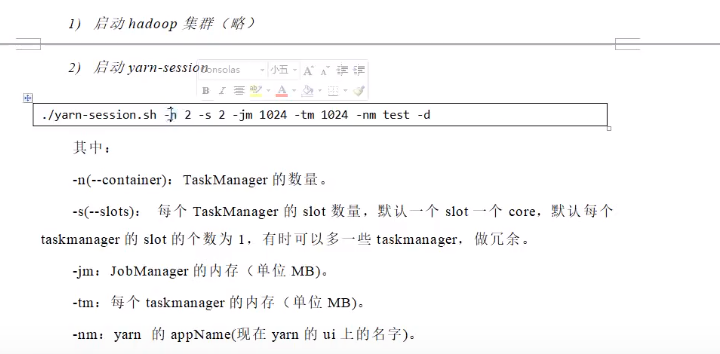 1) 启动 hadoop 集群（略）
2) 启动 yarn-session
Consolas 小五
./yarn-session.sh -n 2 -s 2 -jm 1024 -tm 1024 -nm test -d
其中：
-n(--container)：TaskManager 的数量。
-s(--slots)： 每个 TaskManager 的 slot 数量，默认一个 slot 一个 core，默认每个
taskmanager 的 slot 的个数为 1，有时可以多一些 taskmanager，做冗余。
-jm：JobManager 的内存（单位 MB)。
-tm：每个 taskmanager 的内存（单位 MB)。
-nm：yarn 的 appName(现在 yarn 的 ui 上的名字)。